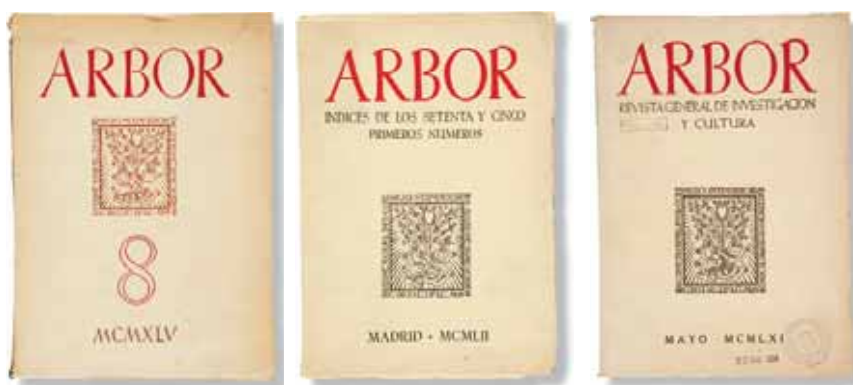 ARBOR
8
MCMXLV
ARBOR
INDICES DE LOS SETENTA Y CINCO
PRIMEROS NUMEROS
MADRID · MCMLII
ARBOR
REVISTA GENERAL DE INVESTIGACION
Y CULTURA
MAYO MCMLXI